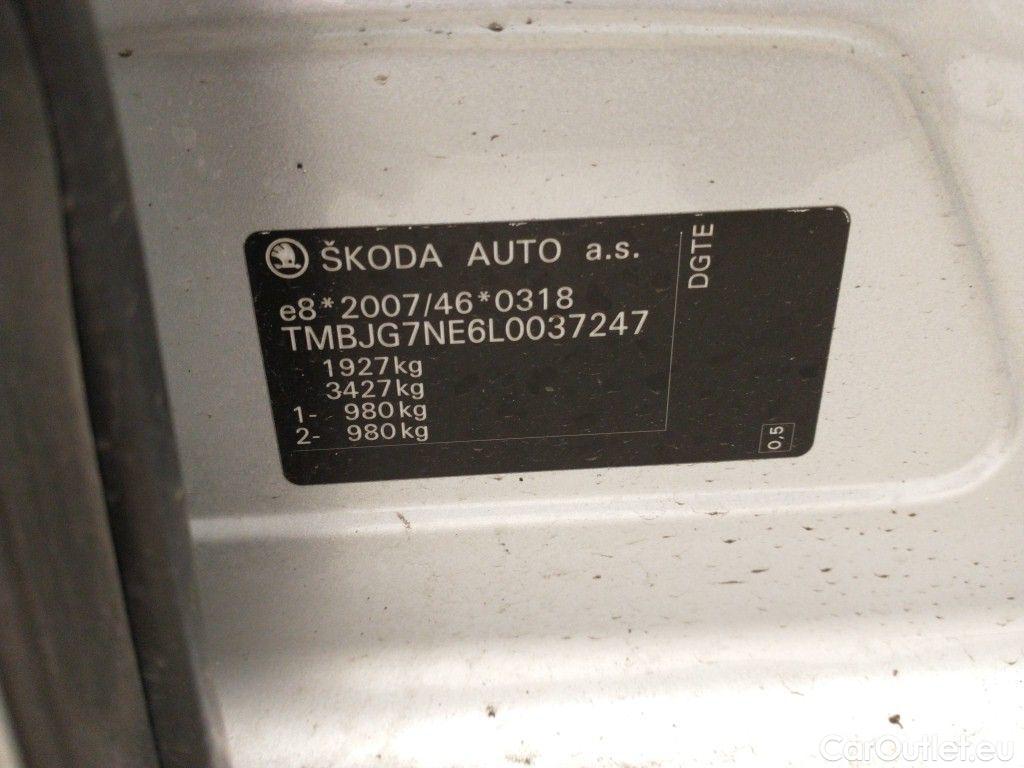 ŠKODA AUTO a.s.
e8*2007/46*0318
TMBJG7NE6L0037247
1927kg
3427kg
1- 980kg
2- 980kg
DGTE
0,5
CarOutlet.eu